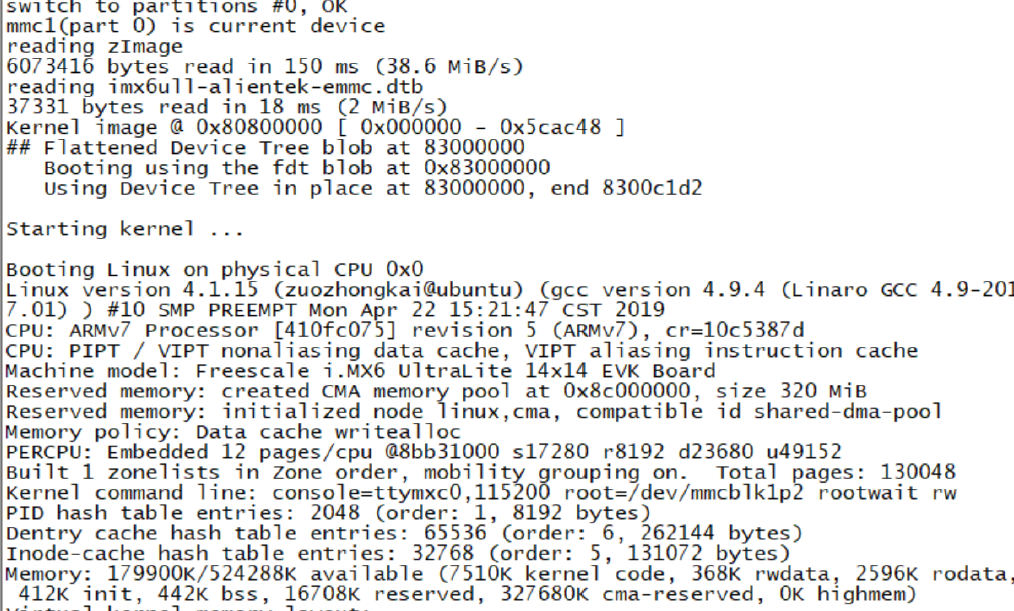 switch to partitions #0, OK
mmc1(part 0) is current device
reading zImage
6073416 bytes read in 150 ms (38.6 MiB/s)
reading imx6ull-alientek-emmc.dtb
37331 bytes read in 18 ms (2 MiB/s)
Kernel image @ 0x80800000 [ 0x000000 - 0x5cac48 ]
## Flattened Device Tree blob at 83000000
   Booting using the fdt blob at 0x83000000
   Using Device Tree in place at 83000000, end 8300c1d2

Starting kernel ...

Booting Linux on physical CPU 0x0
Linux version 4.1.15 (zuozhongkai@ubuntu) (gcc version 4.9.4 (Linaro GCC 4.9-201
7.01) ) #10 SMP PREEMPT Mon Apr 22 15:21:47 CST 2019
CPU: ARMv7 Processor [410fc075] revision 5 (ARMv7), cr=10c5387d
CPU: PIPT / VIPT nonaliasing data cache, VIPT aliasing instruction cache
Machine model: Freescale i.MX6 UltraLite 14x14 EVK Board
Reserved memory: created CMA memory pool at 0x8c000000, size 320 MiB
Reserved memory: initialized node linux,cma, compatible id shared-dma-pool
Memory policy: Data cache writealloc
PERCPU: Embedded 12 pages/cpu @8bb31000 s17280 r8192 d23680 u49152
Built 1 zonelists in Zone order, mobility grouping on.  Total pages: 130048
Kernel command line: console=ttymxc0,115200 root=/dev/mmcblk1p2 rootwait rw
PID hash table entries: 2048 (order: 1, 8192 bytes)
Dentry cache hash table entries: 65536 (order: 6, 262144 bytes)
Inode-cache hash table entries: 32768 (order: 5, 131072 bytes)
Memory: 179900K/524288K available (7510K kernel code, 368K rwdata, 2596K rodata,
 412K init, 442K bss, 16708K reserved, 327680K cma-reserved, 0K highmem)
Virtual kernel memory layout: